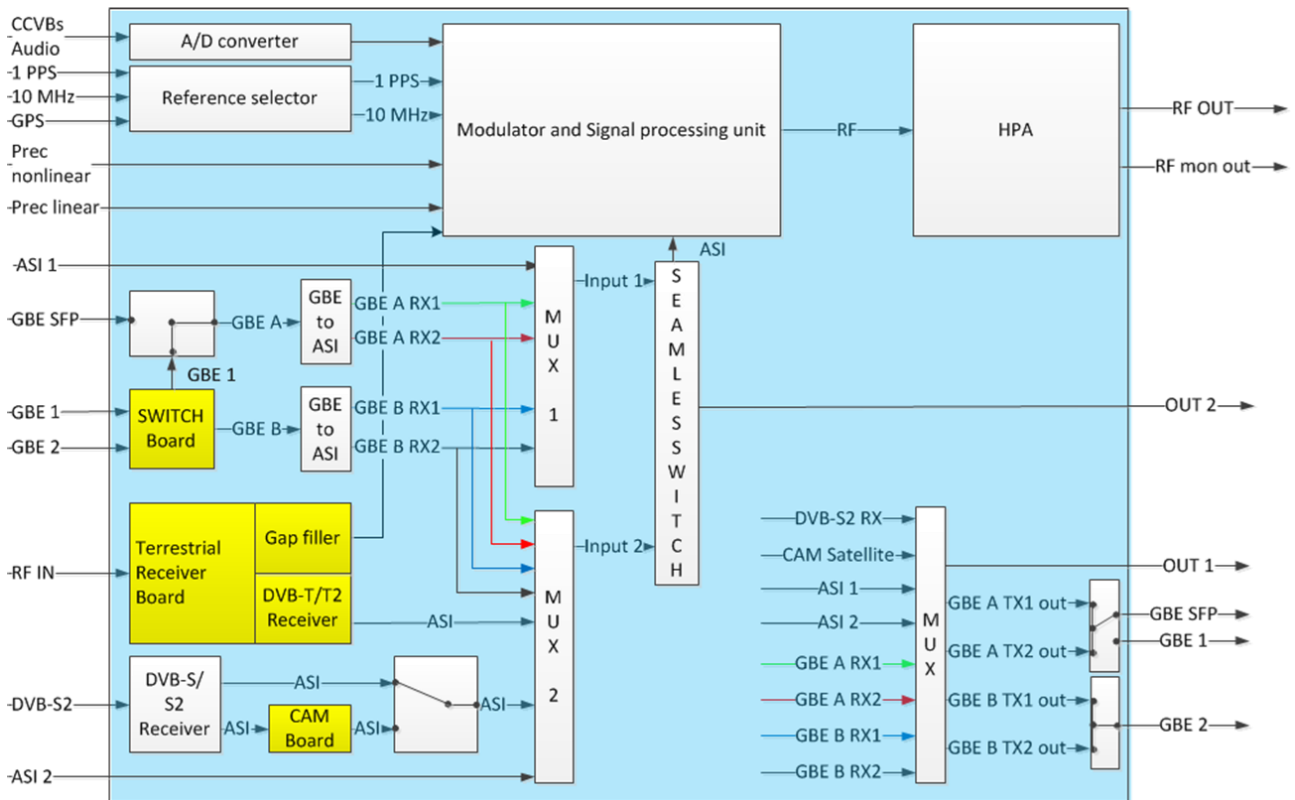 CCVBs
Audio
A/D converter
1 PPS
10 MHz
GPS
Reference selector
1 PPS
10 MHz
Modulator and Signal processing unit
RF
HPA
RF OUT
RF mon out
Prec
nonlinear
Prec linear
ASI 1
ASI
GBE SFP
GBE A
GBE
to
ASI
GBE A RX1
GBE A RX2
GBE 1
GBE 1
GBE 2
SWITCH
Board
GBE B
GBE
to
ASI
GBE B RX1
GBE B RX2
M
U
X
1
Input 1
S
E
A
M
L
E
S
S
W
I
T
C
H
OUT 2
RF IN
Terrestrial
Receiver
Board
Gap filler
DVB-T/T2
Receiver
ASI
Input 2
M
U
X
2
DVB-S2
DVB-S/
S2
Receiver
ASI
ASI
CAM
Board
ASI
ASI
ASI 2
DVB-S2 RX
CAM Satellite
ASI 1
ASI 2
GBE A RX1
GBE A RX2
GBE B RX1
GBE B RX2
M
U
X
OUT 1
GBE A TX1 out
GBE A TX2 out
GBE B TX1 out
GBE B TX2 out
GBE SFP
GBE 1
GBE 2